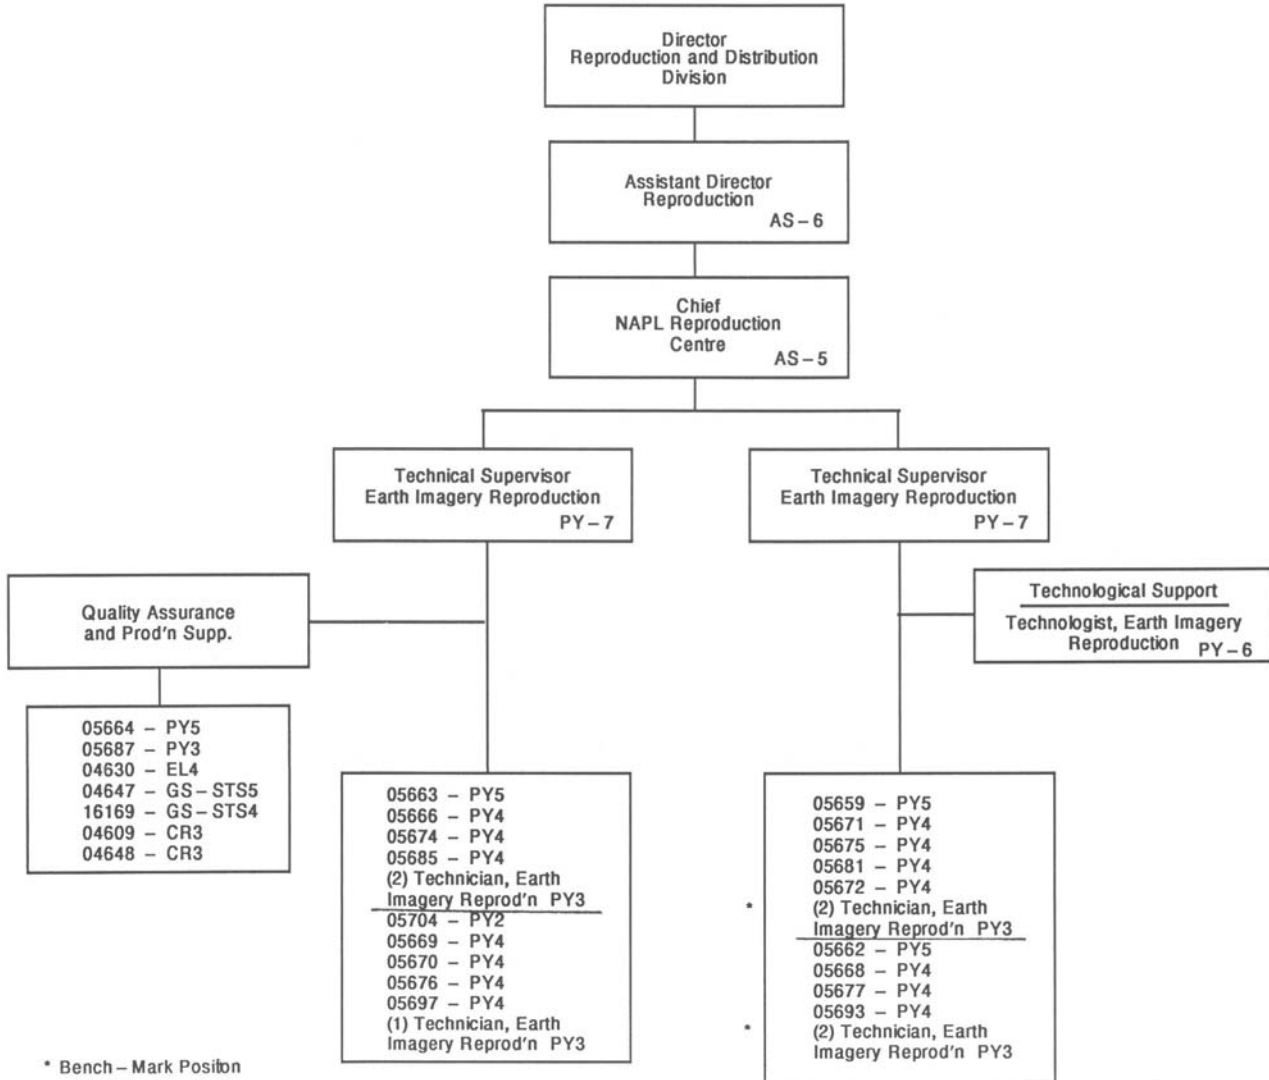 Director
Reproduction and Distribution
Division
Assistant Director
Reproduction
AS – 6
Chief
NAPL Reproduction
Centre
AS – 5
Technical Supervisor
Earth Imagery Reproduction
PY – 7
Technical Supervisor
Earth Imagery Reproduction
PY – 7
Quality Assurance
and Prod'n Supp.
Technological Support
Technologist, Earth Imagery
Reproduction PY – 6
05664 – PY5
05687 – PY3
04630 – EL4
04647 – GS – STS5
16169 – GS – STS4
04609 – CR3
04648 – CR3
05663 – PY5
05666 – PY4
05674 – PY4
05685 – PY4
(2) Technician, Earth
Imagery Reprod'n PY3
05704 – PY2
05669 – PY4
05670 – PY4
05676 – PY4
05697 – PY4
(1) Technician, Earth
Imagery Reprod'n PY3
05659 – PY5
05671 – PY4
05675 – PY4
05681 – PY4
05672 – PY4
* (2) Technician, Earth
Imagery Reprod'n PY3
05662 – PY5
05668 – PY4
05677 – PY4
05693 – PY4
* (2) Technician, Earth
Imagery Reprod'n PY3
* Bench – Mark Position